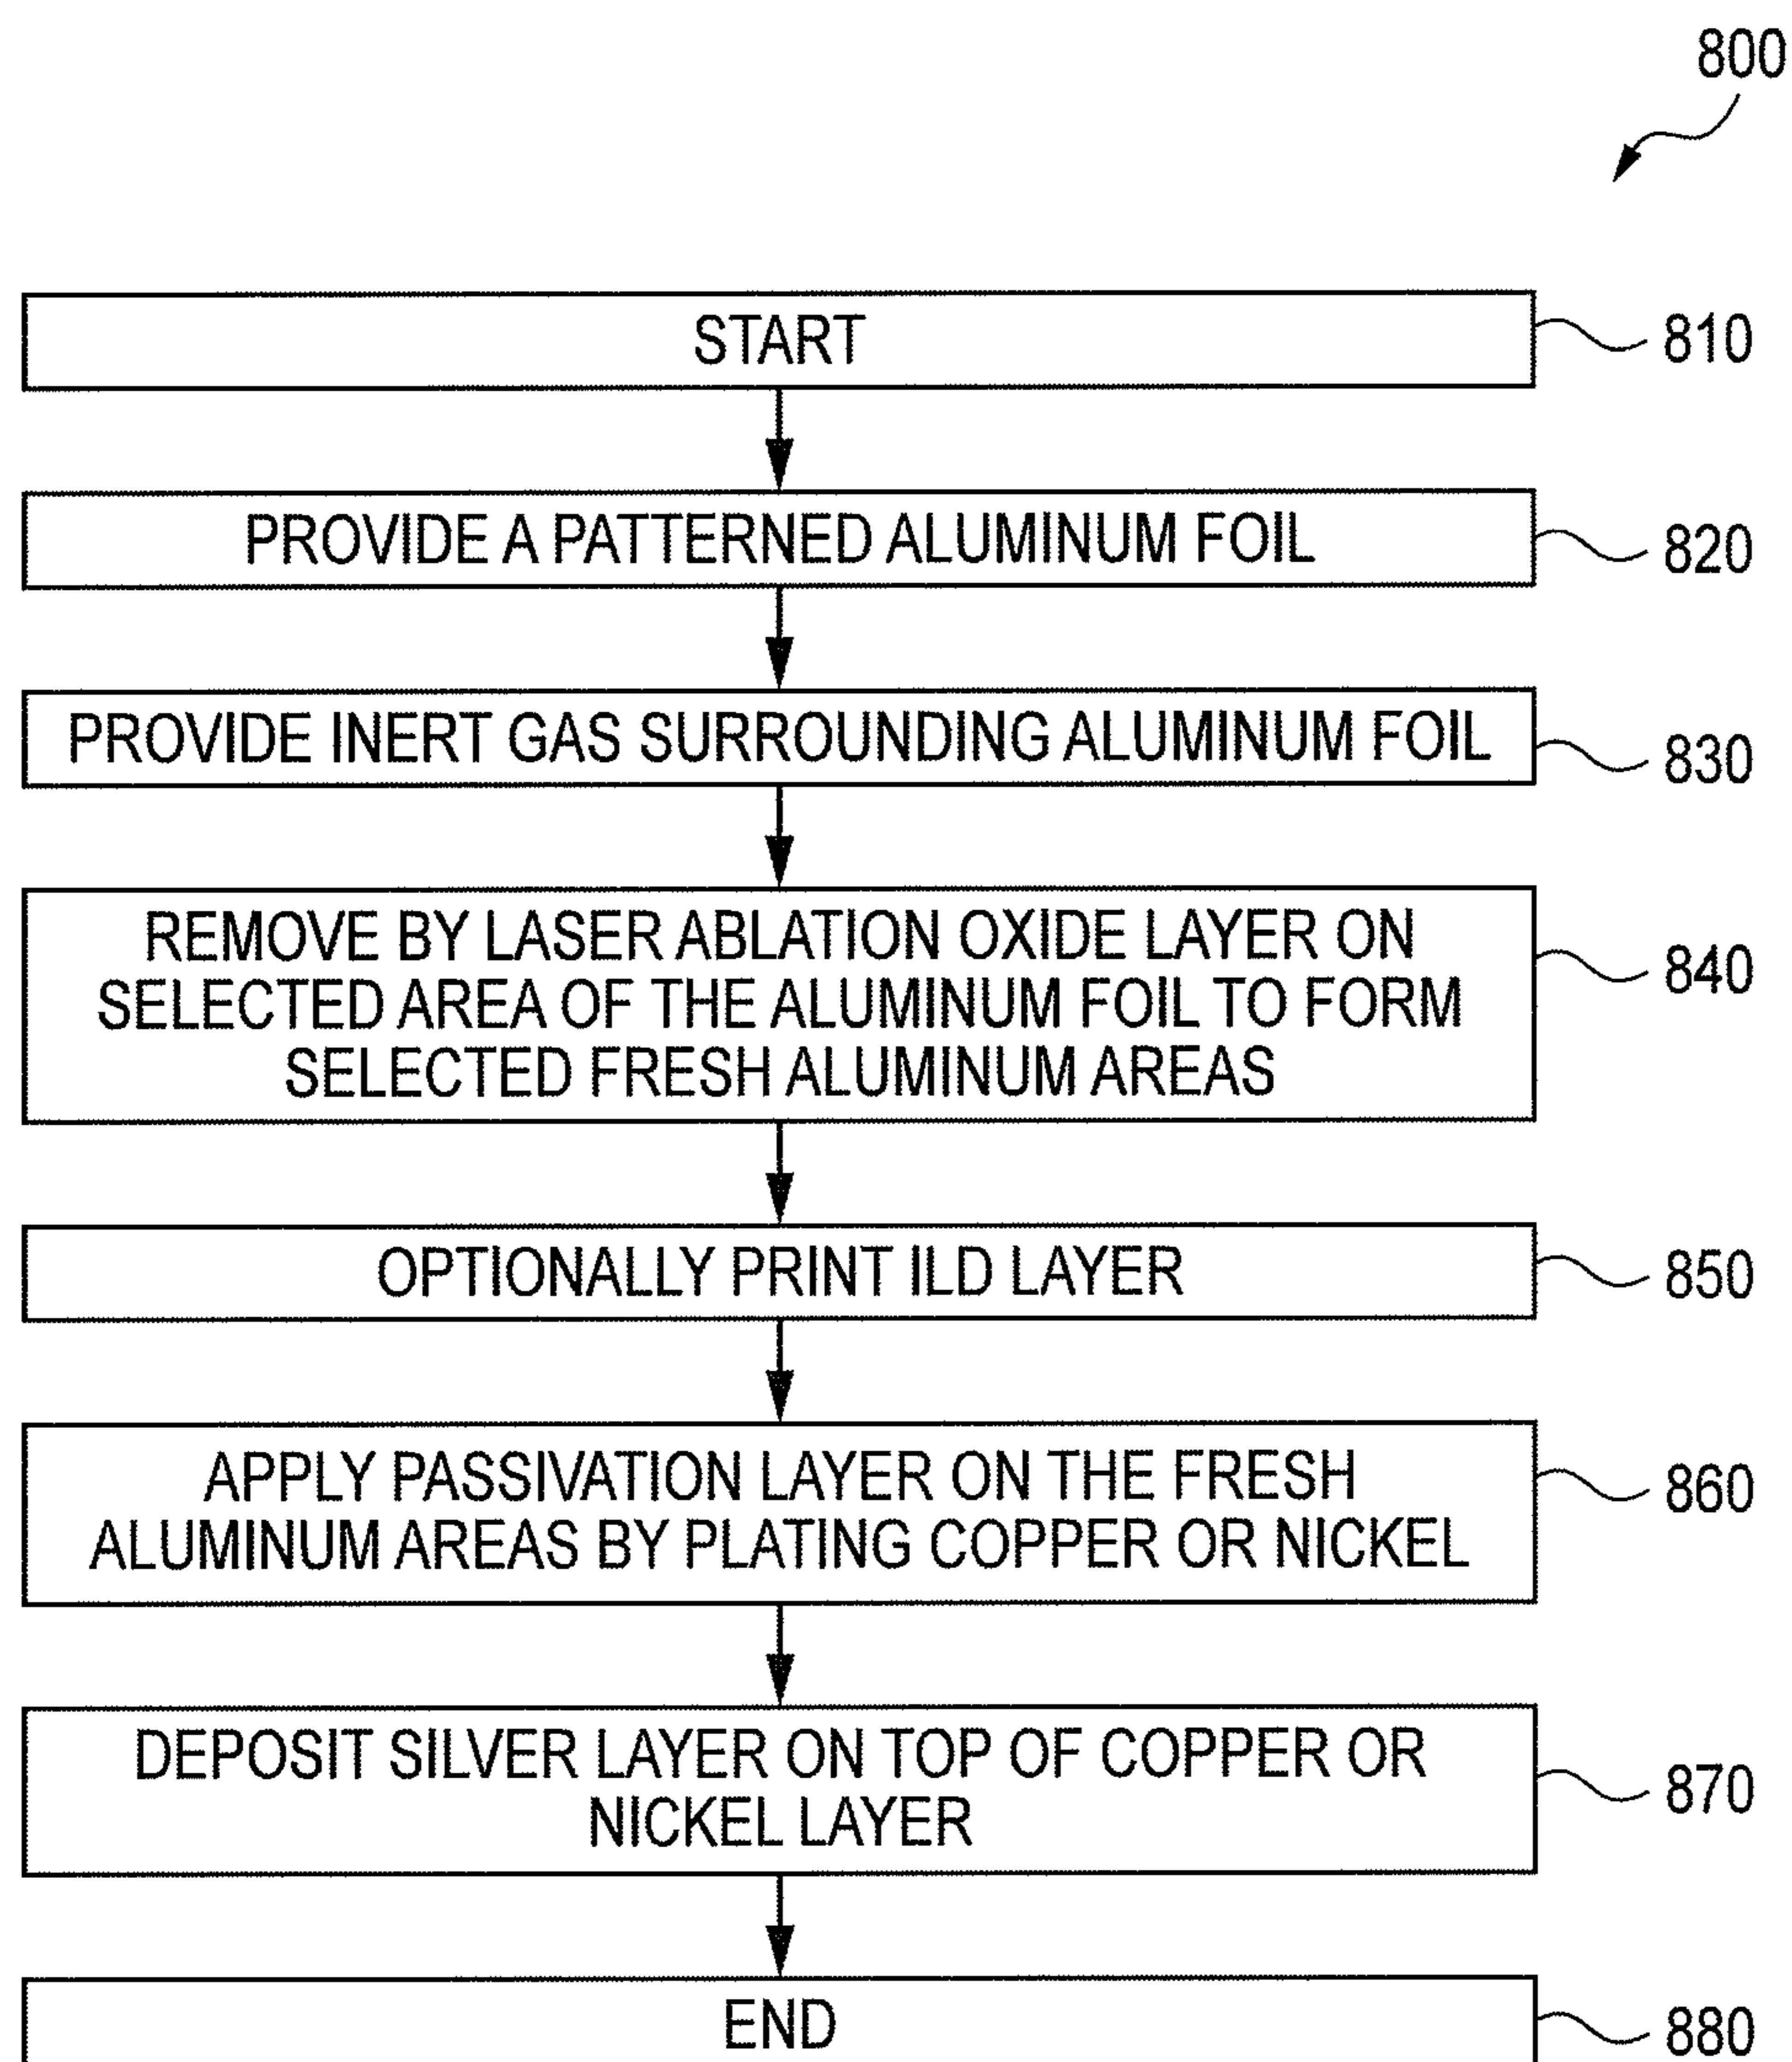 800
START
810
PROVIDE A PATTERNED ALUMINUM FOIL
820
PROVIDE INERT GAS SURROUNDING ALUMINUM FOIL
830
REMOVE BY LASER ABLATION OXIDE LAYER ON
SELECTED AREA OF THE ALUMINUM FOIL TO FORM
SELECTED FRESH ALUMINUM AREAS
840
OPTIONALLY PRINT ILD LAYER
850
APPLY PASSIVATION LAYER ON THE FRESH
ALUMINUM AREAS BY PLATING COPPER OR NICKEL
860
DEPOSIT SILVER LAYER ON TOP OF COPPER OR
NICKEL LAYER
870
END
880